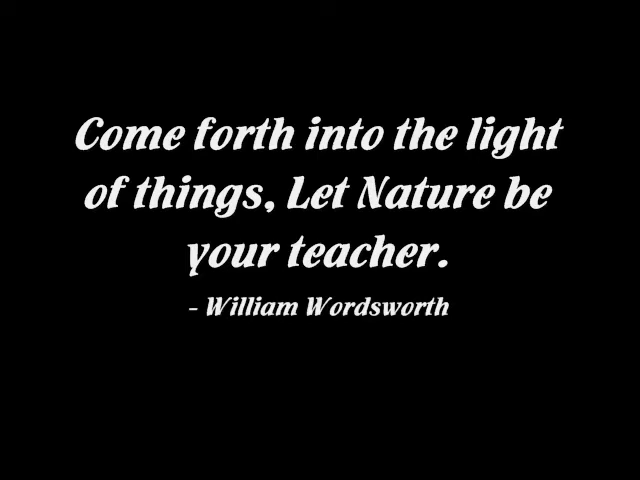 Come forth into the light
of things, Let Nature be
your teacher.
- William Wordsworth